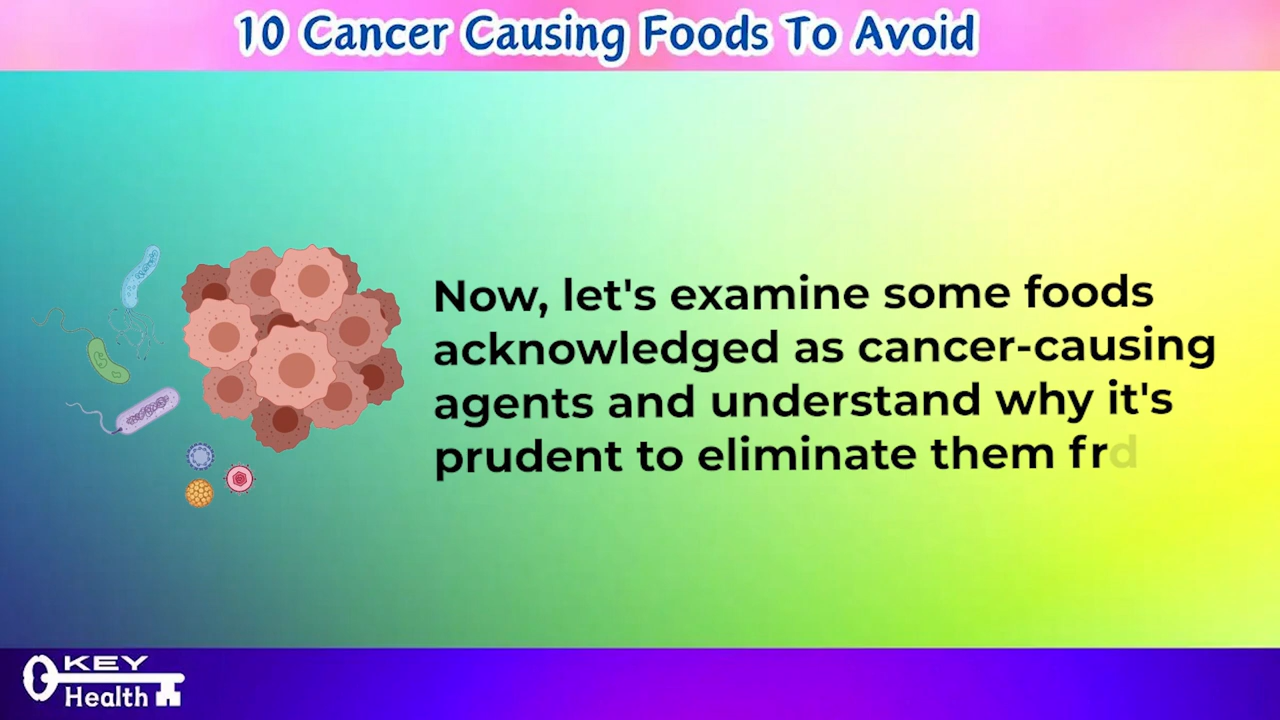 10 Cancer Causing Foods To Avoid
Now, let's examine some foods
acknowledged as cancer-causing
agents and understand why it's
prudent to eliminate them frd
KEY
Health